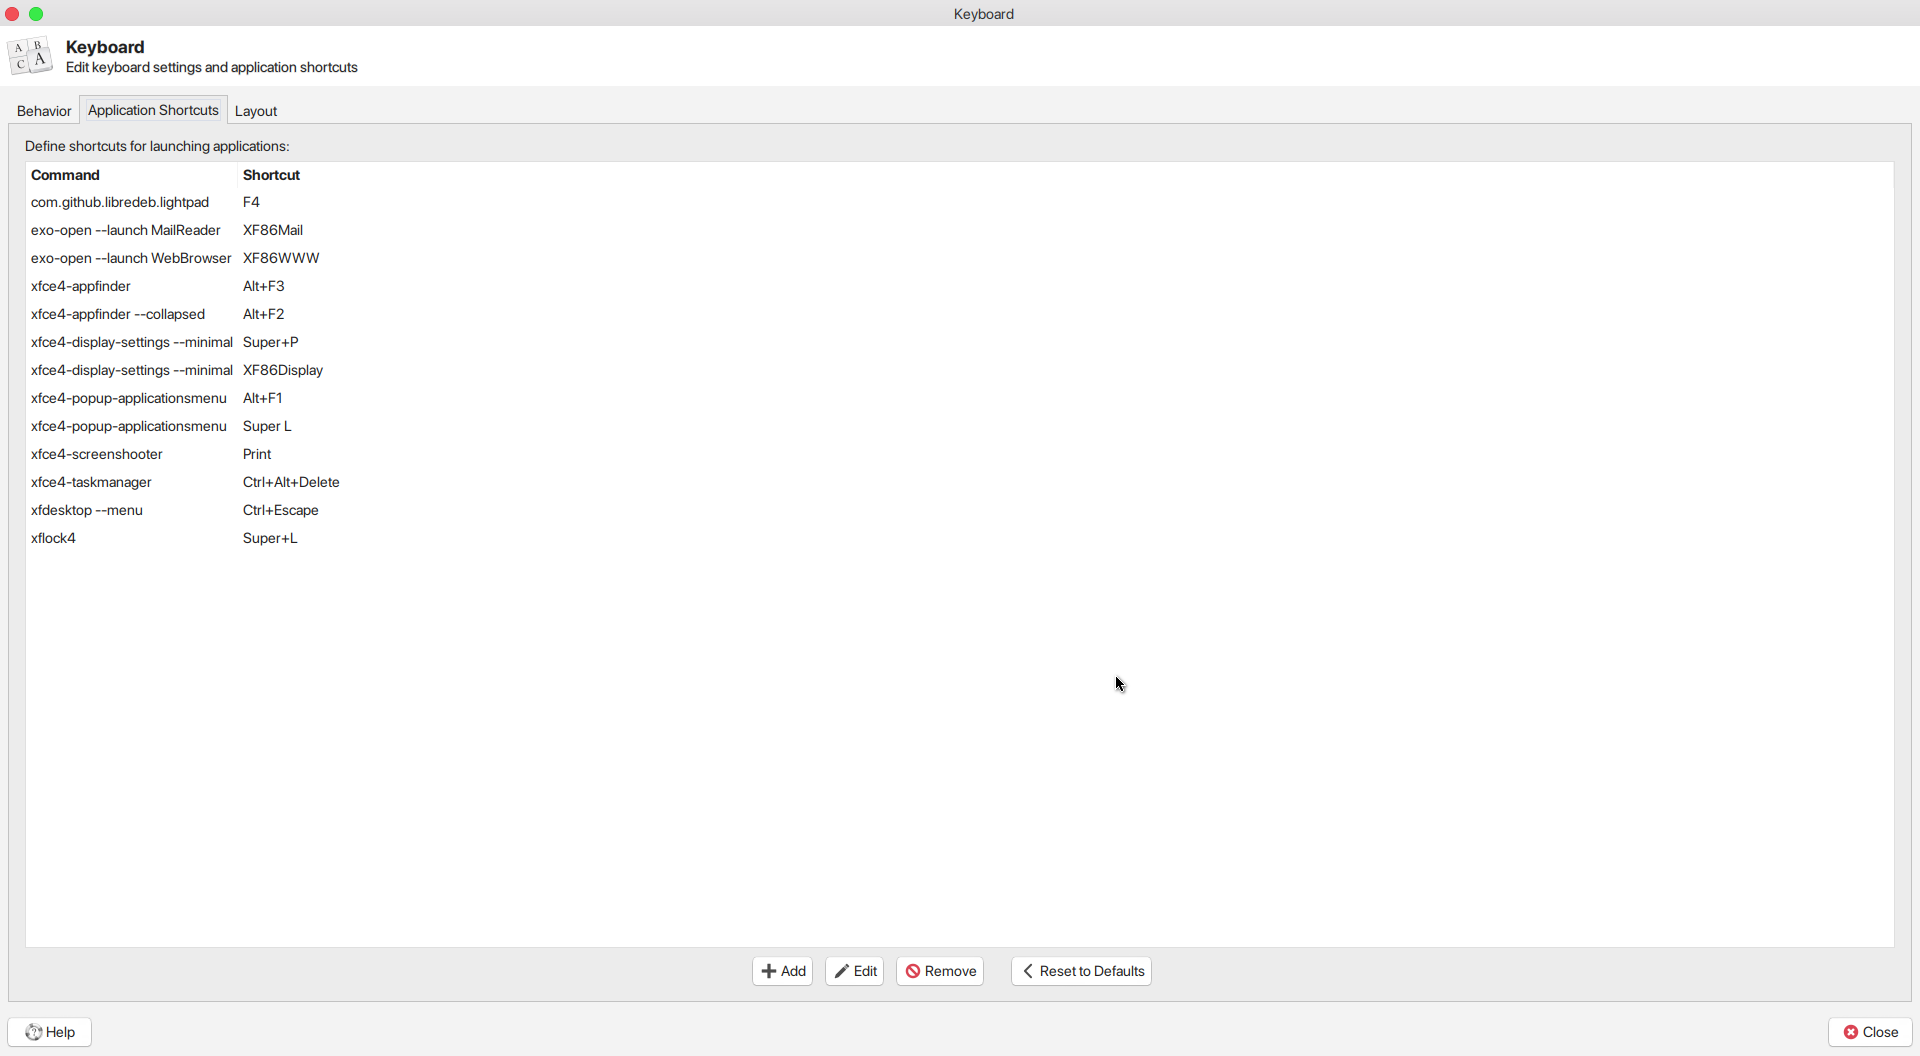 Keyboard
Keyboard
Edit keyboard settings and application shortcuts
Behavior Application Shortcuts Layout
Define shortcuts for launching applications:
Command Shortcut
com.github.libredeb.lightpad F4
exo-open --launch MailReader XF86Mail
exo-open --launch WebBrowser XF86WWW
xfce4-appfinder Alt+F3
xfce4-appfinder --collapsed Alt+F2
xfce4-display-settings --minimal Super+P
xfce4-display-settings --minimal XF86Display
xfce4-popup-applicationsmenu Alt+F1
xfce4-popup-applicationsmenu Super L
xfce4-screenshooter Print
xfce4-taskmanager Ctrl+Alt+Delete
xfdesktop --menu Ctrl+Escape
xflock4 Super+L
Add Edit Remove Reset to Defaults
Help Close